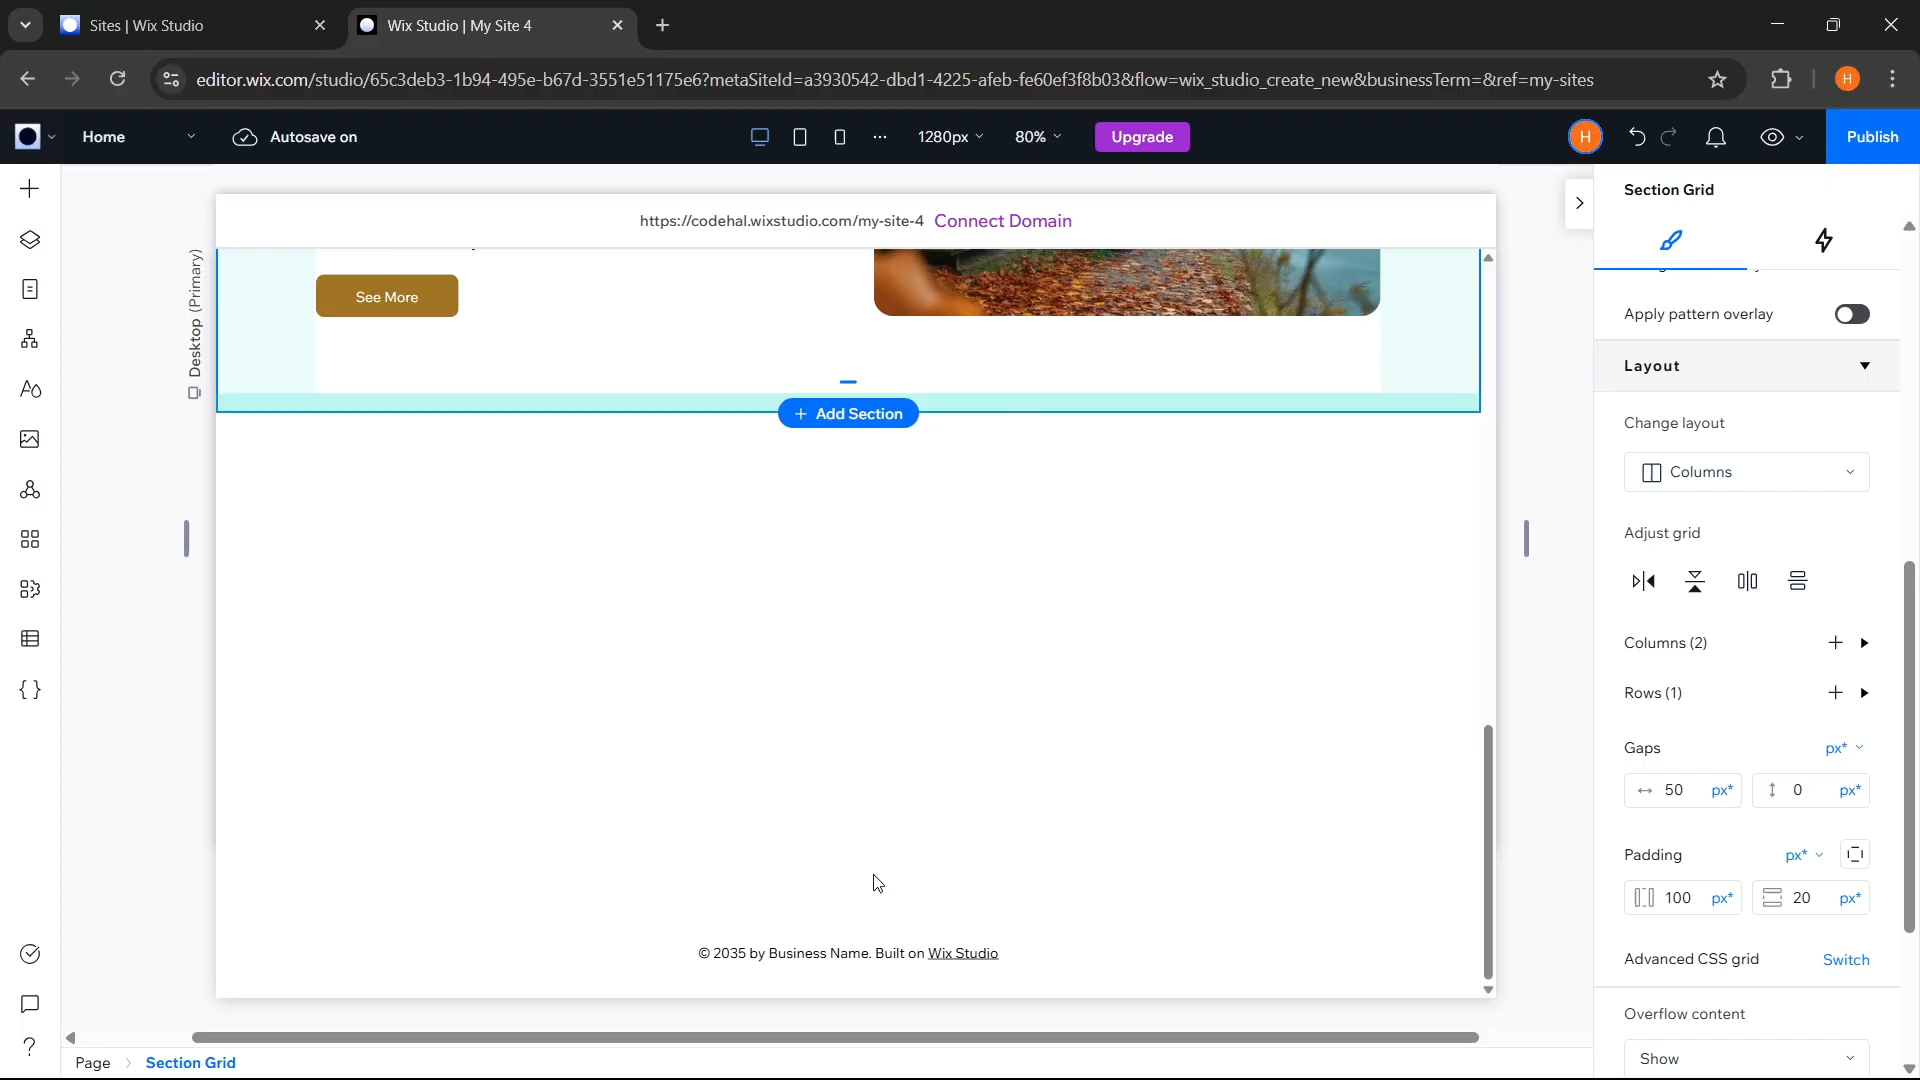 Sites | Wix Studio
Wix Studio | My Site 4
editor.wix.com/studio/65c3deb3-1b94-495e-b67d-3551e51175e6?metaSiteId=a3930542-dbd1-4225-afeb-fe60ef3f8b03&flow=wix_studio_create_new&businessTerm=&ref=my-sites
H
Home
Autosave on
1280px
80%
Upgrade
H
Publish
https://codehal.wixstudio.com/my-site-4 Connect Domain
Desktop (Primary)
See More
+ Add Section
© 2035 by Business Name. Built on Wix Studio
Page
Section Grid
Section Grid
Apply pattern overlay
Layout
Change layout
Columns
Adjust grid
Columns (2)
Rows (1)
Gaps px*
50 px* 0 px*
Padding px*
100 px* 20 px*
Advanced CSS grid Switch
Overflow content
Show